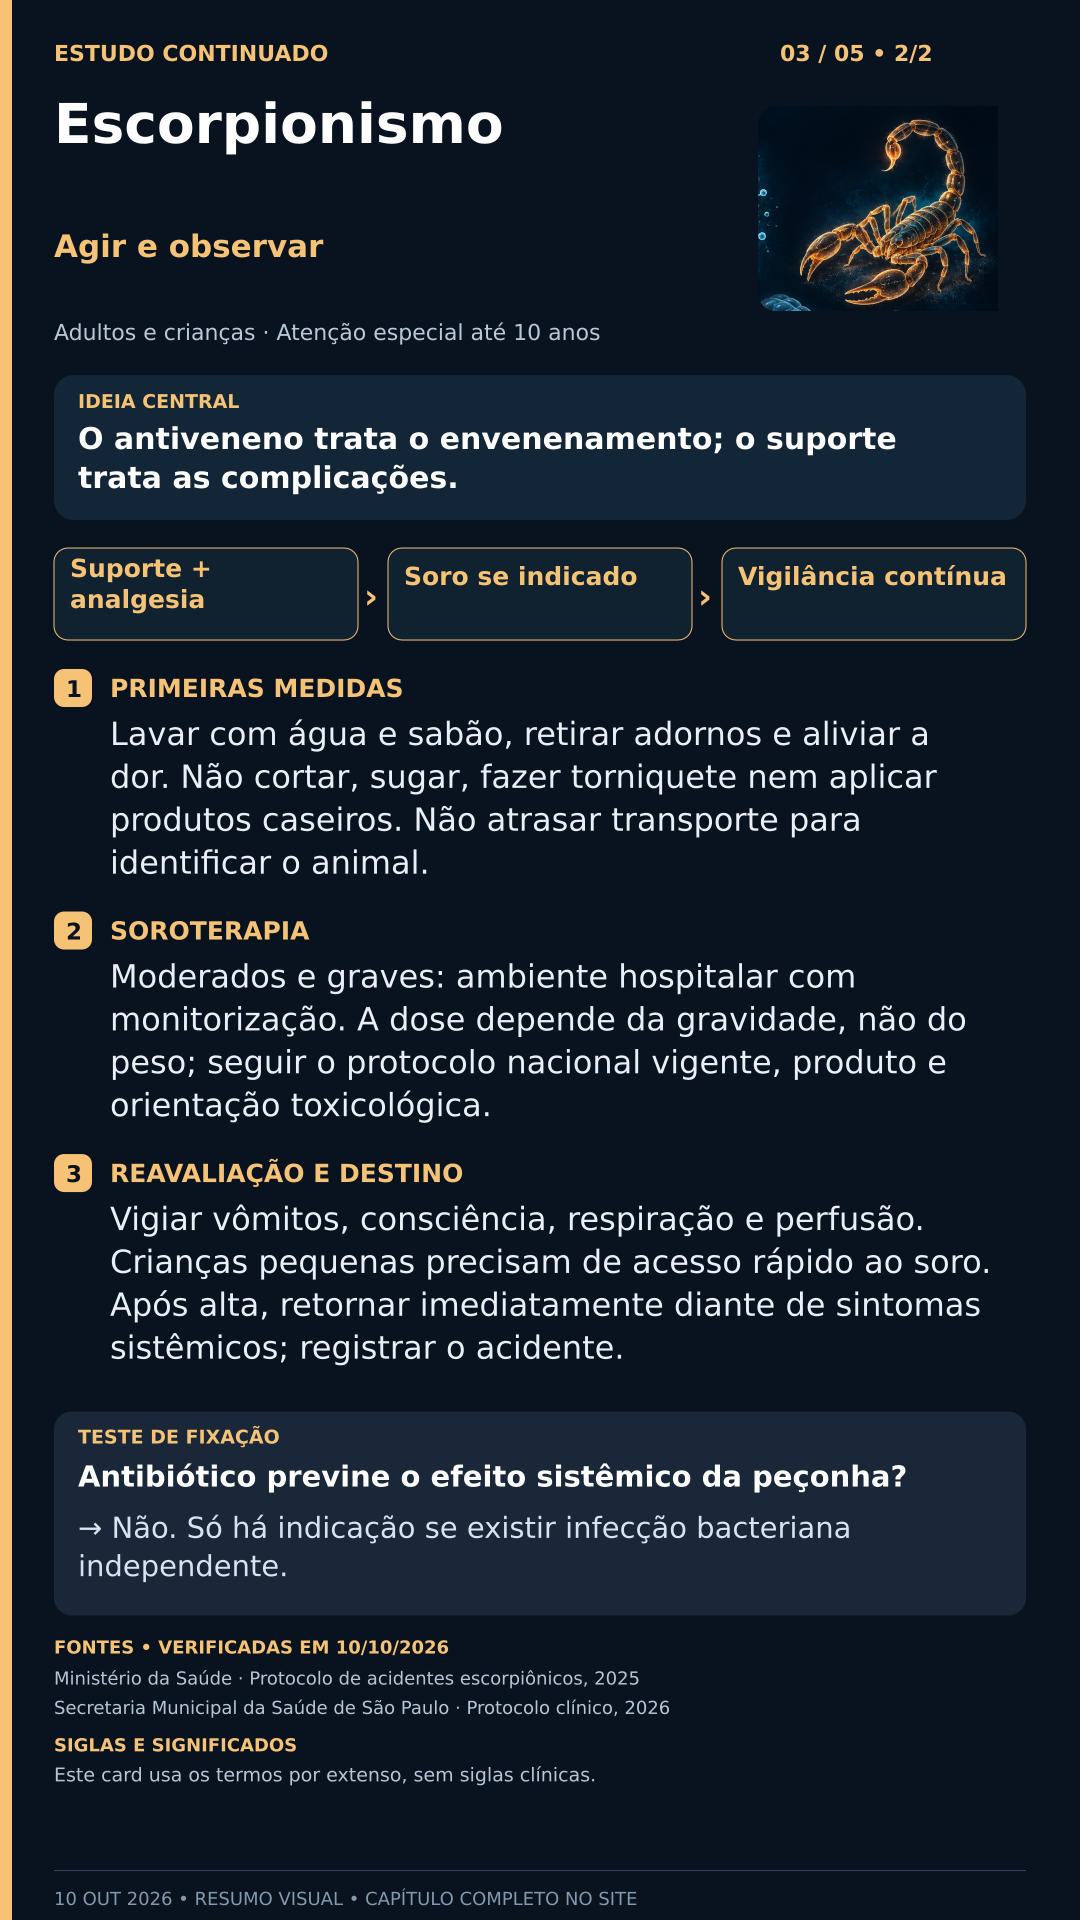 ESTUDO CONTINUADO
03 / 05 • 2/2
Escorpionismo
Agir e observar
Adultos e crianças · Atenção especial até 10 anos
IDEIA CENTRAL
O antiveneno trata o envenenamento; o suporte
trata as complicações.
Suporte +
analgesia
›
Soro se indicado
›
Vigilância contínua
1 PRIMEIRAS MEDIDAS
Lavar com água e sabão, retirar adornos e aliviar a
dor. Não cortar, sugar, fazer torniquete nem aplicar
produtos caseiros. Não atrasar transporte para
identificar o animal.
2 SOROTERAPIA
Moderados e graves: ambiente hospitalar com
monitorização. A dose depende da gravidade, não do
peso; seguir o protocolo nacional vigente, produto e
orientação toxicológica.
3 REAVALIAÇÃO E DESTINO
Vigiar vômitos, consciência, respiração e perfusão.
Crianças pequenas precisam de acesso rápido ao soro.
Após alta, retornar imediatamente diante de sintomas
sistêmicos; registrar o acidente.
TESTE DE FIXAÇÃO
Antibiótico previne o efeito sistêmico da peçonha?
→ Não. Só há indicação se existir infecção bacteriana
independente.
FONTES • VERIFICADAS EM 10/10/2026
Ministério da Saúde · Protocolo de acidentes escorpiônicos, 2025
Secretaria Municipal da Saúde de São Paulo · Protocolo clínico, 2026
SIGLAS E SIGNIFICADOS
Este card usa os termos por extenso, sem siglas clínicas.
10 OUT 2026 • RESUMO VISUAL • CAPÍTULO COMPLETO NO SITE